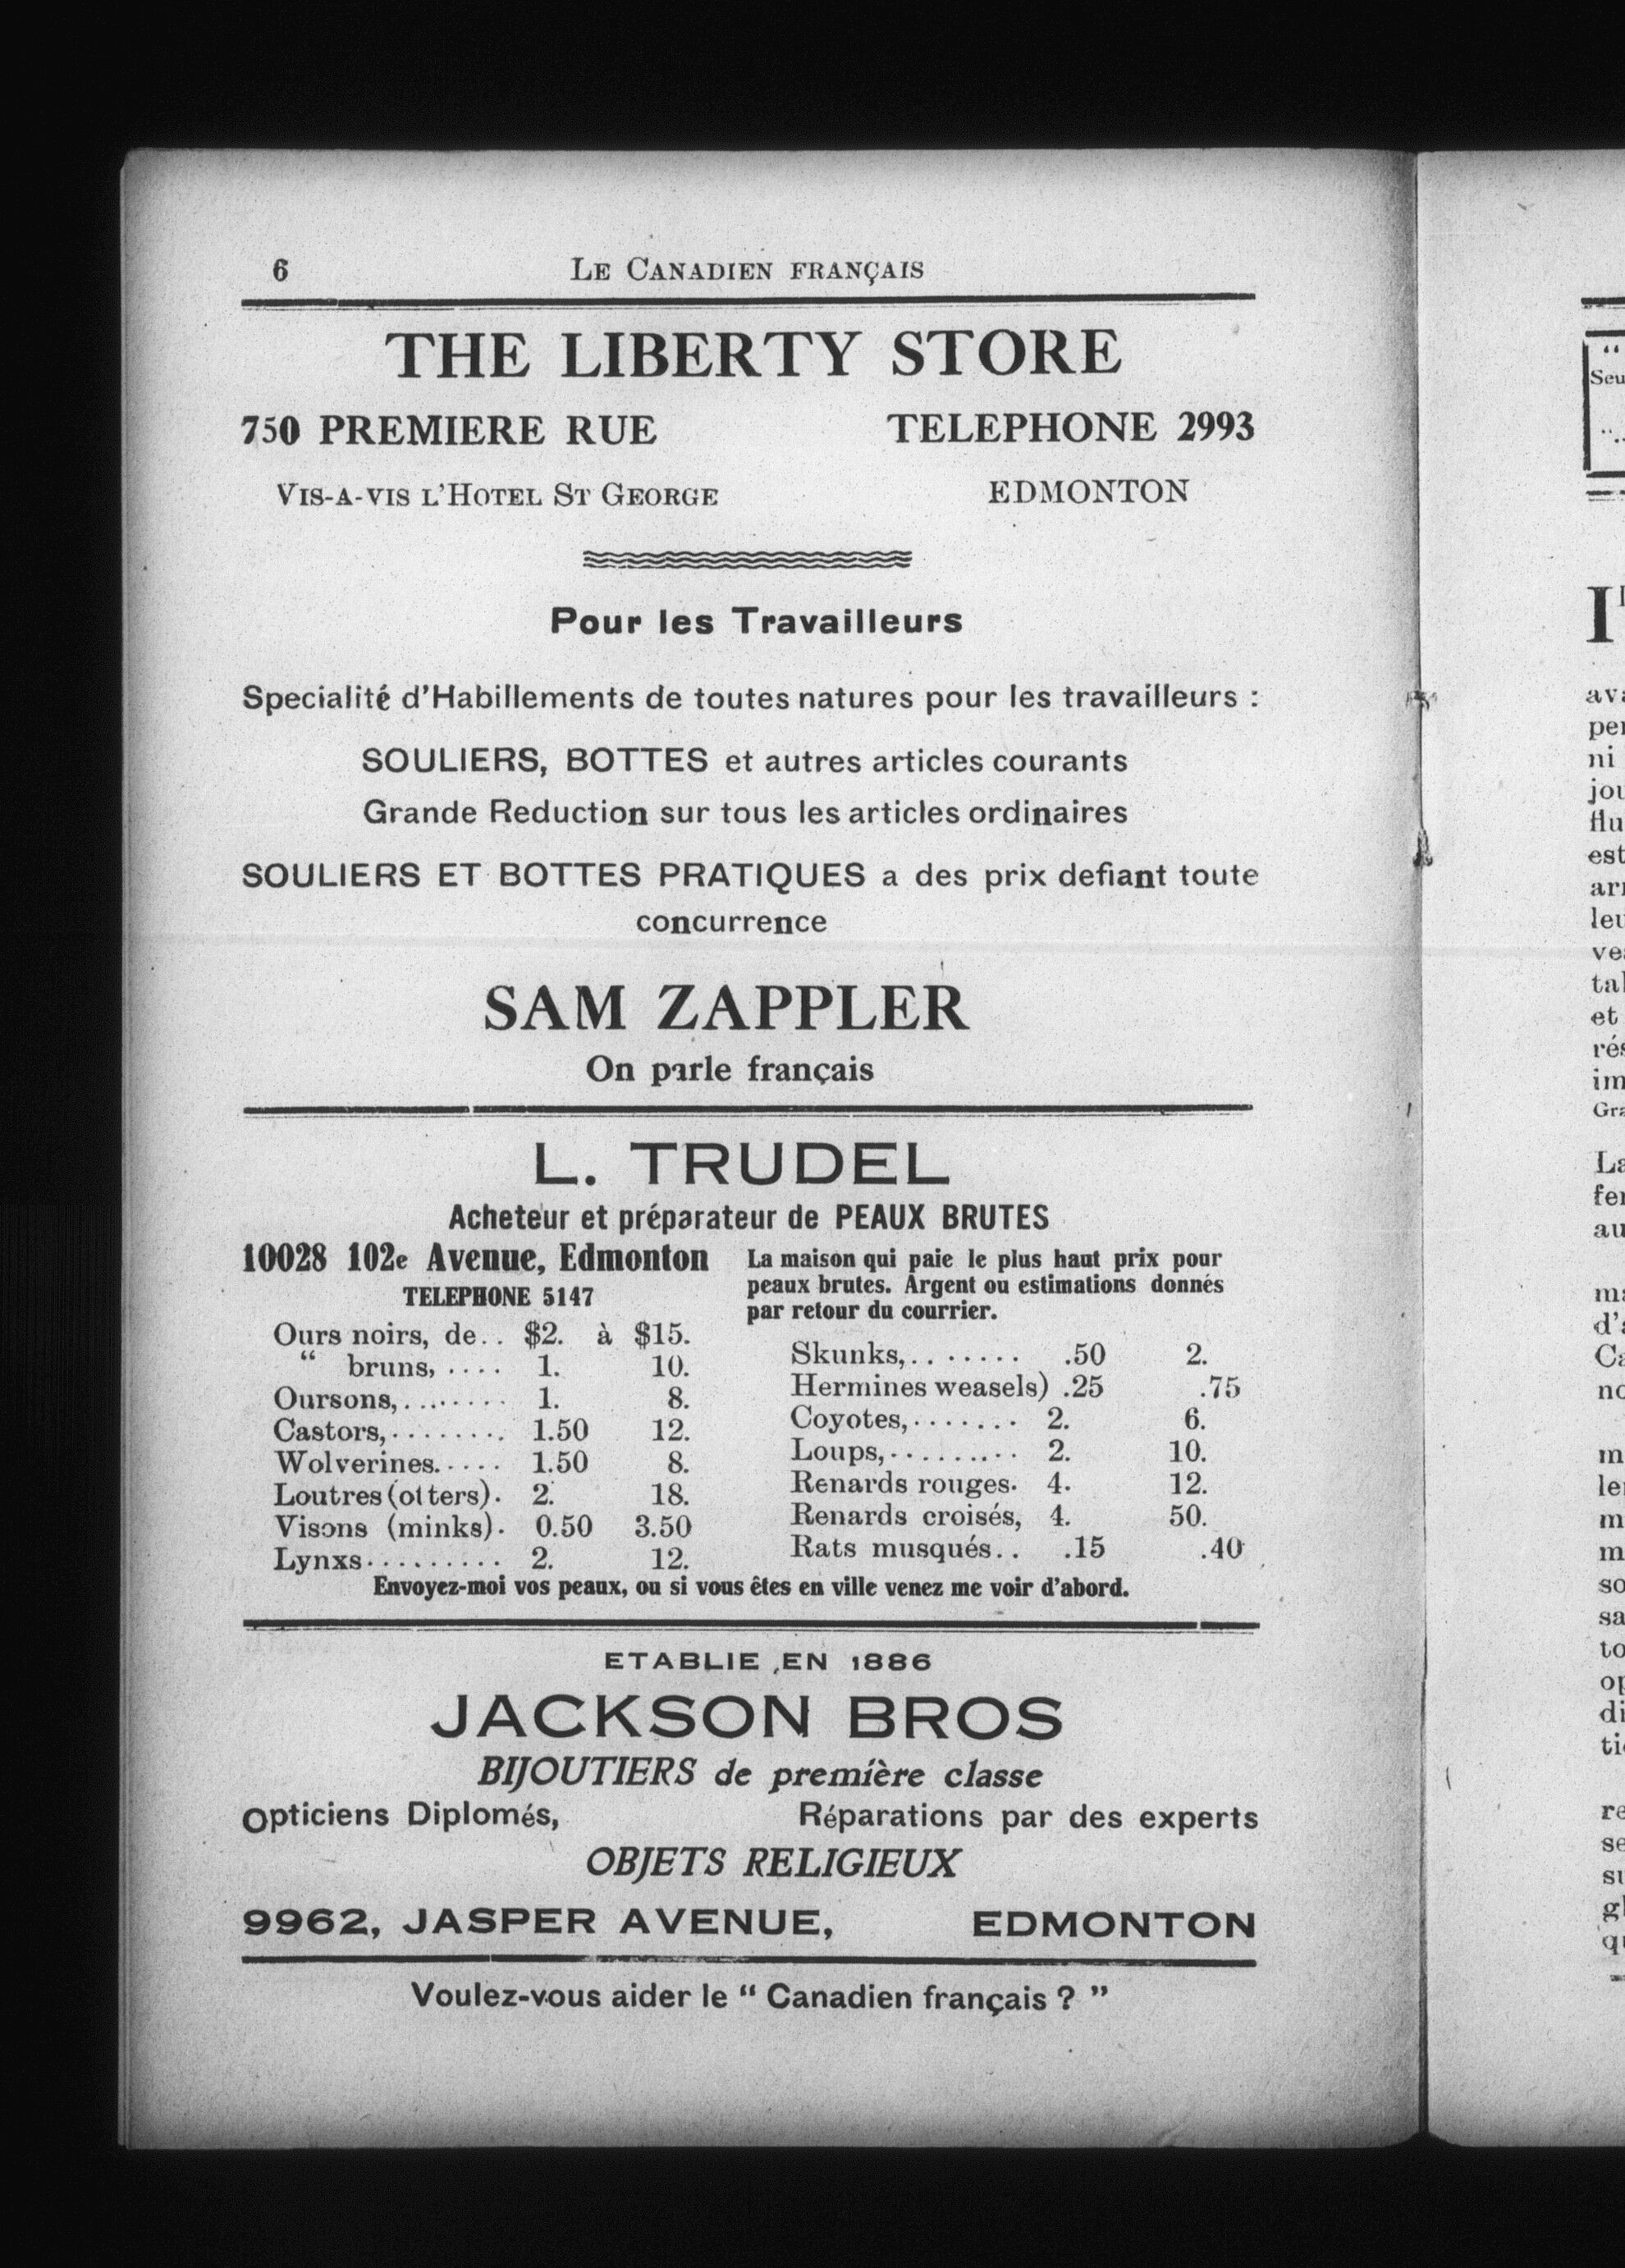 6 LE CANADIEN FRANÇAIS
THE LIBERTY STORE
750 PREMIERE RUE TELEPHONE 2993
VIS-A-VIS L'HOTEL ST GEORGE EDMONTON
Pour les Travailleurs
Specialité d'Habillements de toutes natures pour les travailleurs :
SOULIERS, BOTTES et autres articles courants
Grande Reduction sur tous les articles ordinaires
SOULIERS ET BOTTES PRATIQUES a des prix defiant toute
concurrence
SAM ZAPPLER
On parle français
L. TRUDEL
Acheteur et préparateur de PEAUX BRUTES
10028 102e Avenue, Edmonton
TELEPHONE 5147
Ours noirs, de.. $2. à $15.
“ bruns, .... 1. 10.
Oursons,........ 1. 8.
Castors,........ 1.50 12.
Wolverines..... 1.50 8.
Loutres (otters). 2. 18.
Visons (minks). 0.50 3.50
Lynxs......... 2. 12.
La maison qui paie le plus haut prix pour
peaux brutes. Argent ou estimations donnés
par retour du courrier.
Skunks,....... .50 2.
Hermines weasels) .25 .75
Coyotes,....... 2. 6.
Loups,......... 2. 10.
Renards rouges. 4. 12.
Renards croisés, 4. 50.
Rats musqués.. .15 .40
Envoyez-moi vos peaux, ou si vous êtes en ville venez me voir d'abord.
ETABLIE EN 1886
JACKSON BROS
BIJOUTIERS de première classe
Opticiens Diplomés, Réparations par des experts
OBJETS RELIGIEUX
9962, JASPER AVENUE, EDMONTON
Voulez-vous aider le “ Canadien français ? ”